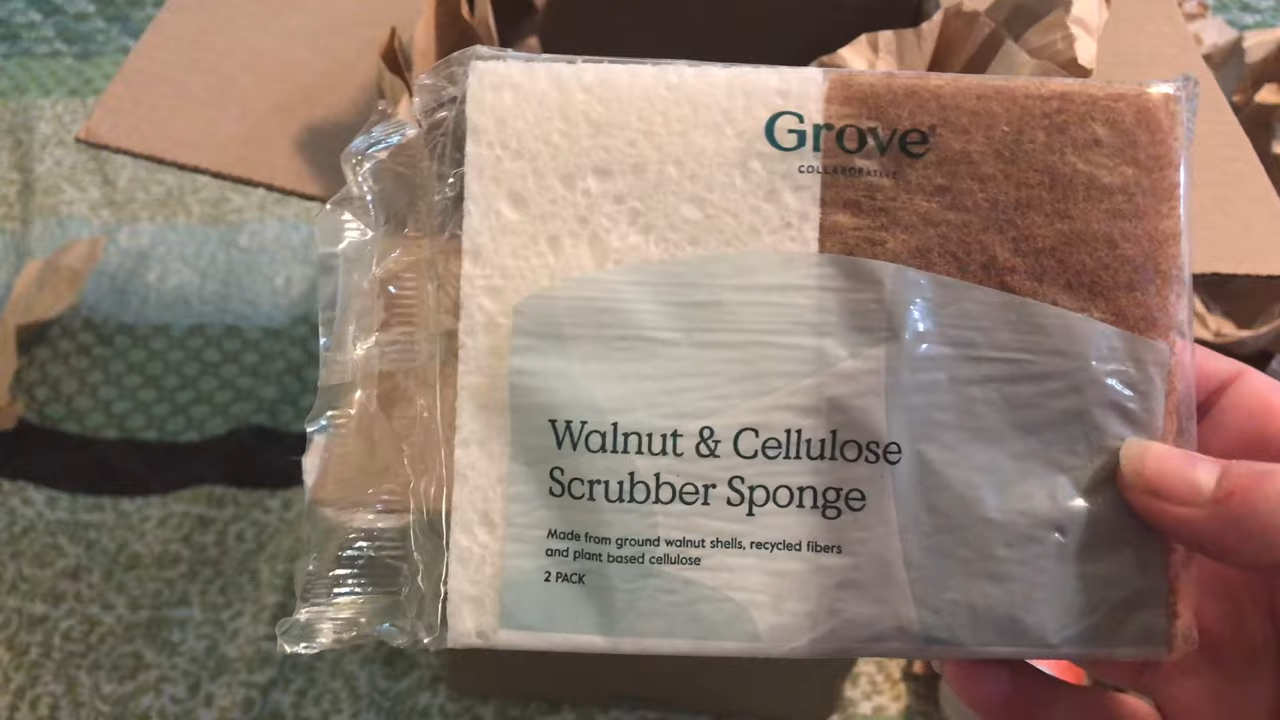 Grove
COLLABORATIVE
Walnut & Cellulose
Scrubber Sponge
Made from ground walnut shells, recycled fibers
and plant based cellulose
2 PACK